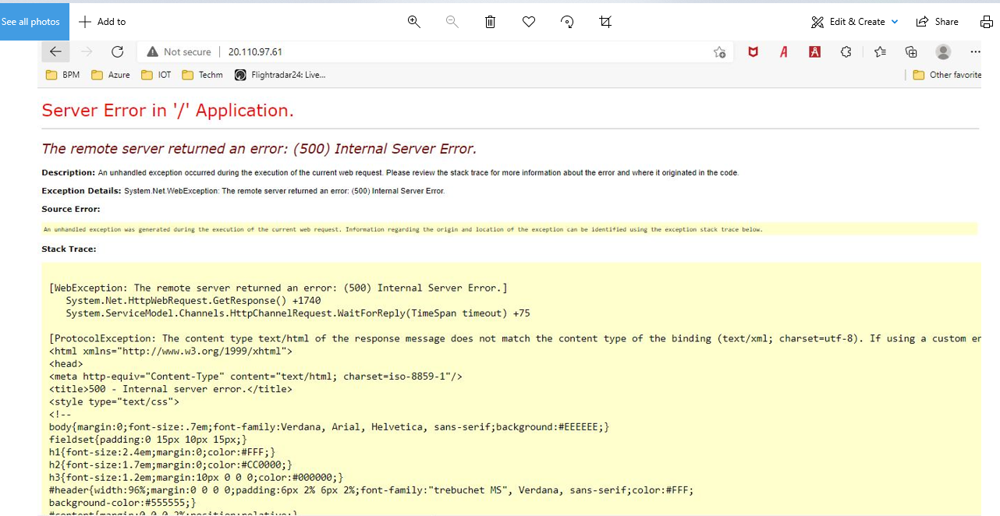 See all photos
Add to
Edit & Create
Share
Not secure
20.110.97.61
BPM
Azure
IOT
Techm
Flightradar24: Live...
Other favorite
Server Error in '/' Application.
The remote server returned an error: (500) Internal Server Error.
Description: An unhandled exception occurred during the execution of the current web request. Please review the stack trace for more information about the error and where it originated in the code.
Exception Details: System.Net.WebException: The remote server returned an error: (500) Internal Server Error.
Source Error:
An unhandled exception was generated during the execution of the current web request. Information regarding the origin and location of the exception can be identified using the exception stack trace below.
Stack Trace:
[WebException: The remote server returned an error: (500) Internal Server Error.]
System.Net.HttpWebRequest.GetResponse() +1740
System.ServiceModel.Channels.HttpChannelRequest.WaitForReply(TimeSpan timeout) +75
[ProtocolException: The content type text/html of the response message does not match the content type of the binding (text/xml; charset=utf-8). If using a custom er
<html xmlns="http://www.w3.org/1999/xhtml">
<head>
<meta http-equiv="Content-Type" content="text/html; charset=iso-8859-1"/>
<title>500 - Internal server error.</title>
<style type="text/css">
<!--
body{margin:0;font-size:.7em;font-family:Verdana, Arial, Helvetica, sans-serif;background:#EEEEEE;}
fieldset{padding:0 15px 10px 15px;}
h1{font-size:2.4em;margin:0;color:#FFF;}
h2{font-size:1.7em;margin:0;color:#CC0000;}
h3{font-size:1.2em;margin:10px 0 0 0;color:#000000;}
#header{width:96%;margin:0 0 0 0;padding:6px 2% 6px 2%;font-family:"trebuchet MS", Verdana, sans-serif;color:#FFF;
background-color:#555555;}
#content{margin:0 0 0 2%;position:relative;}